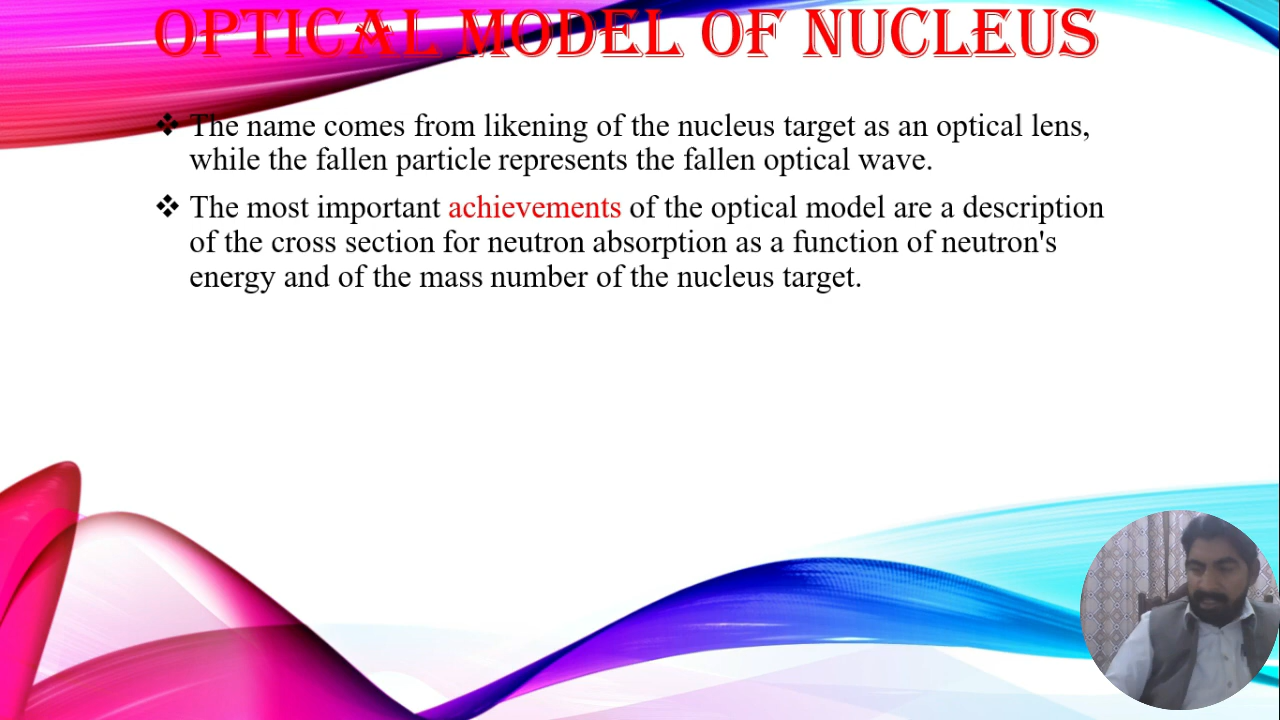 OPTICAL MODEL OF NUCLEUS
❖ The name comes from likening of the nucleus target as an optical lens,
while the fallen particle represents the fallen optical wave.
❖ The most important achievements of the optical model are a description
of the cross section for neutron absorption as a function of neutron's
energy and of the mass number of the nucleus target.